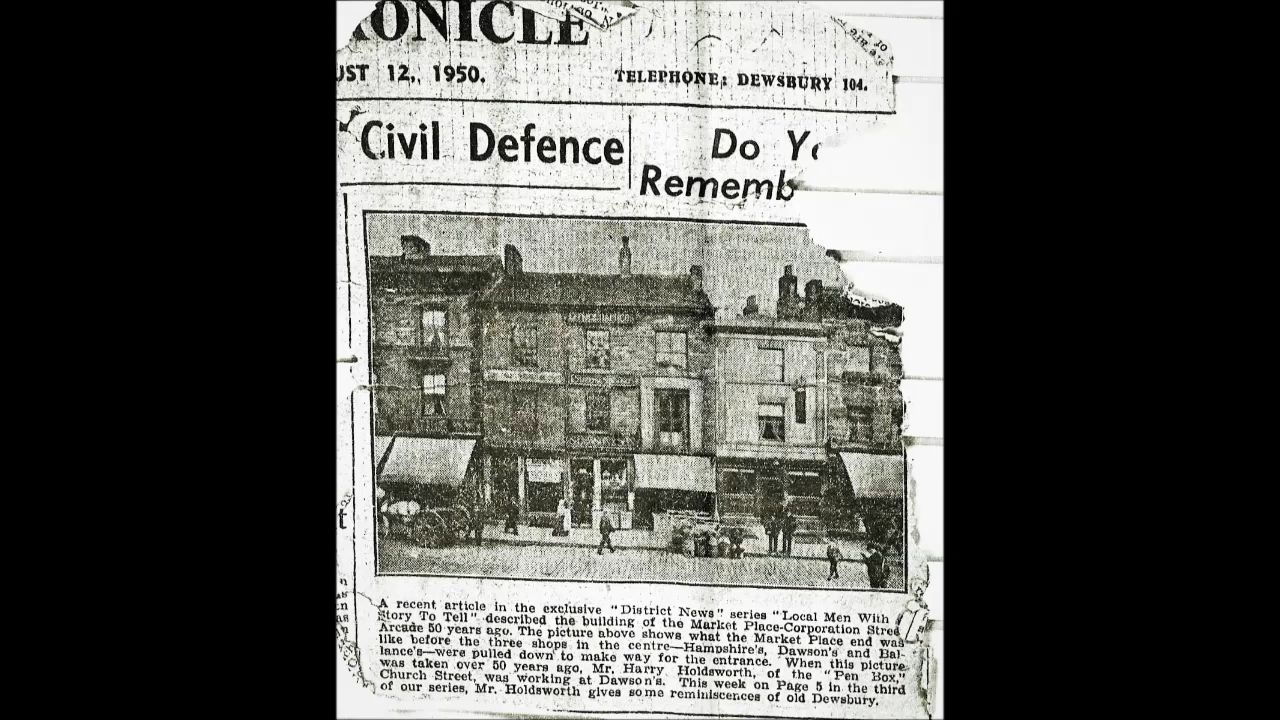 ONICLE
UST 12, 1950.
TELEPHONE: DEWSBURY 104.
Civil Defence
Do Yo
Rememb
A recent article in the exclusive "District News" series "Local Men With
Story To Tell" described the building of the Market Place-Corporation Stree
Arcade 50 years ago. The picture above shows what the Market Place end was
like before the three shops in the centre—Hampshire's, Dawson's and Bal-
lance's—were pulled down to make way for the entrance. When this picture
was taken over 50 years ago, Mr. Harry Holdsworth, of the "Pen Box,"
Church Street, was working at Dawson's. This week on Page 5 in the third
of our series, Mr. Holdsworth gives some reminiscences of old Dewsbury.